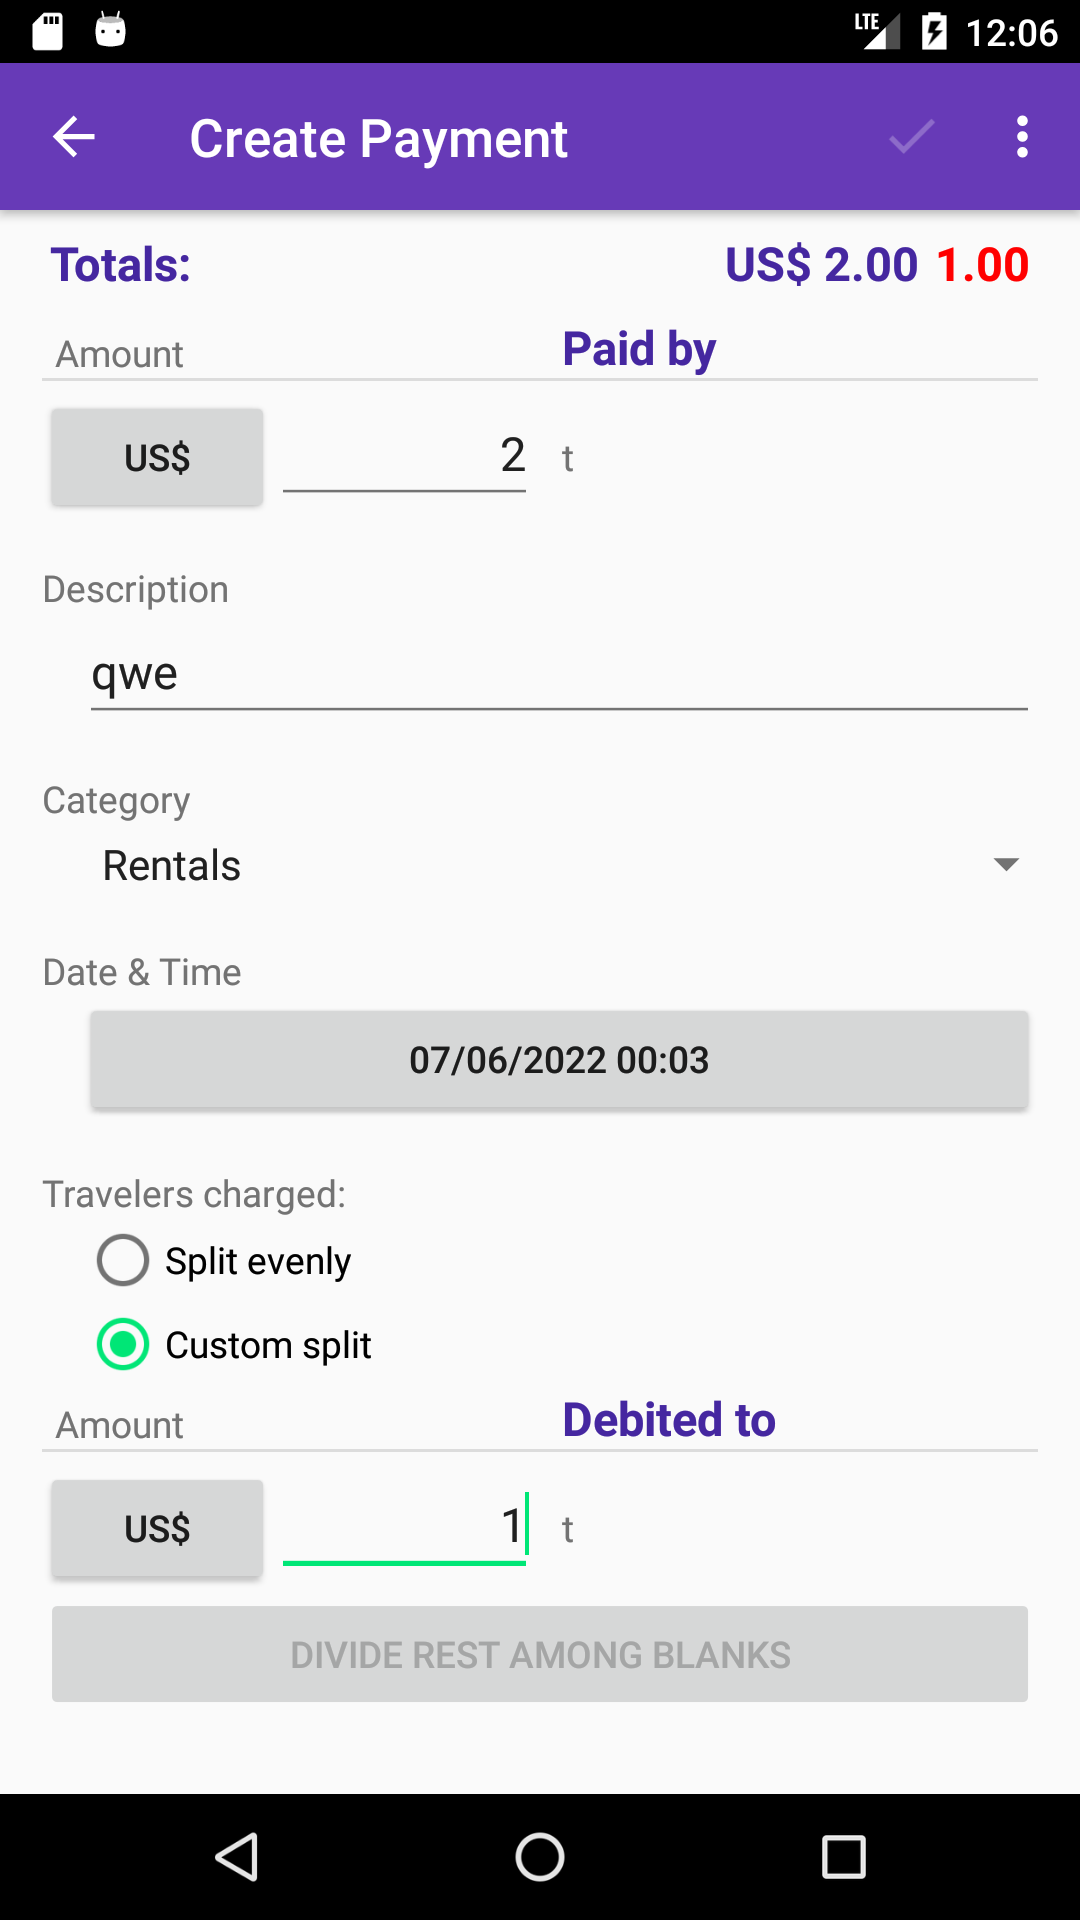 LTE 12:06
Create Payment
Totals: US$ 2.00 1.00
Amount Paid by
US$ 2 t
Description
qwe
Category
Rentals
Date & Time
07/06/2022 00:03
Travelers charged:
Split evenly
Custom split
Amount Debited to
US$ 1 t
DIVIDE REST AMONG BLANKS